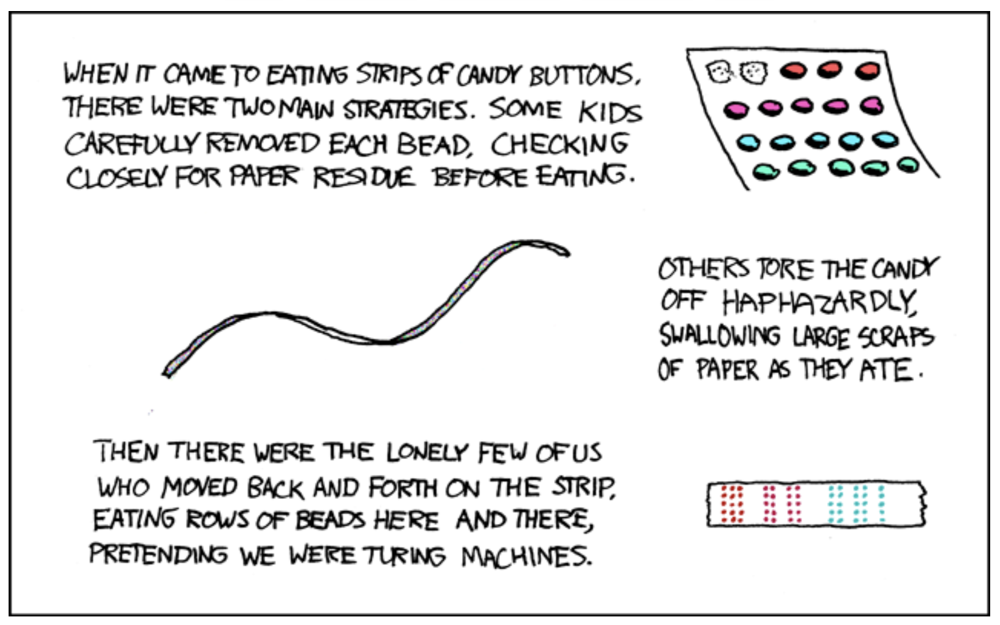 WHEN IT CAME TO EATING STRIPS OF CANDY BUTTONS,
THERE WERE TWO MAIN STRATEGIES. SOME KIDS
CAREFULLY REMOVED EACH BEAD, CHECKING
CLOSELY FOR PAPER RESIDUE BEFORE EATING.
OTHERS TORE THE CANDY
OFF HAPHAZARDLY,
SWALLOWING LARGE SCRAPS
OF PAPER AS THEY ATE.
THEN THERE WERE THE LONELY FEW OF US
WHO MOVED BACK AND FORTH ON THE STRIP,
EATING ROWS OF BEADS HERE AND THERE,
PRETENDING WE WERE TURING MACHINES.